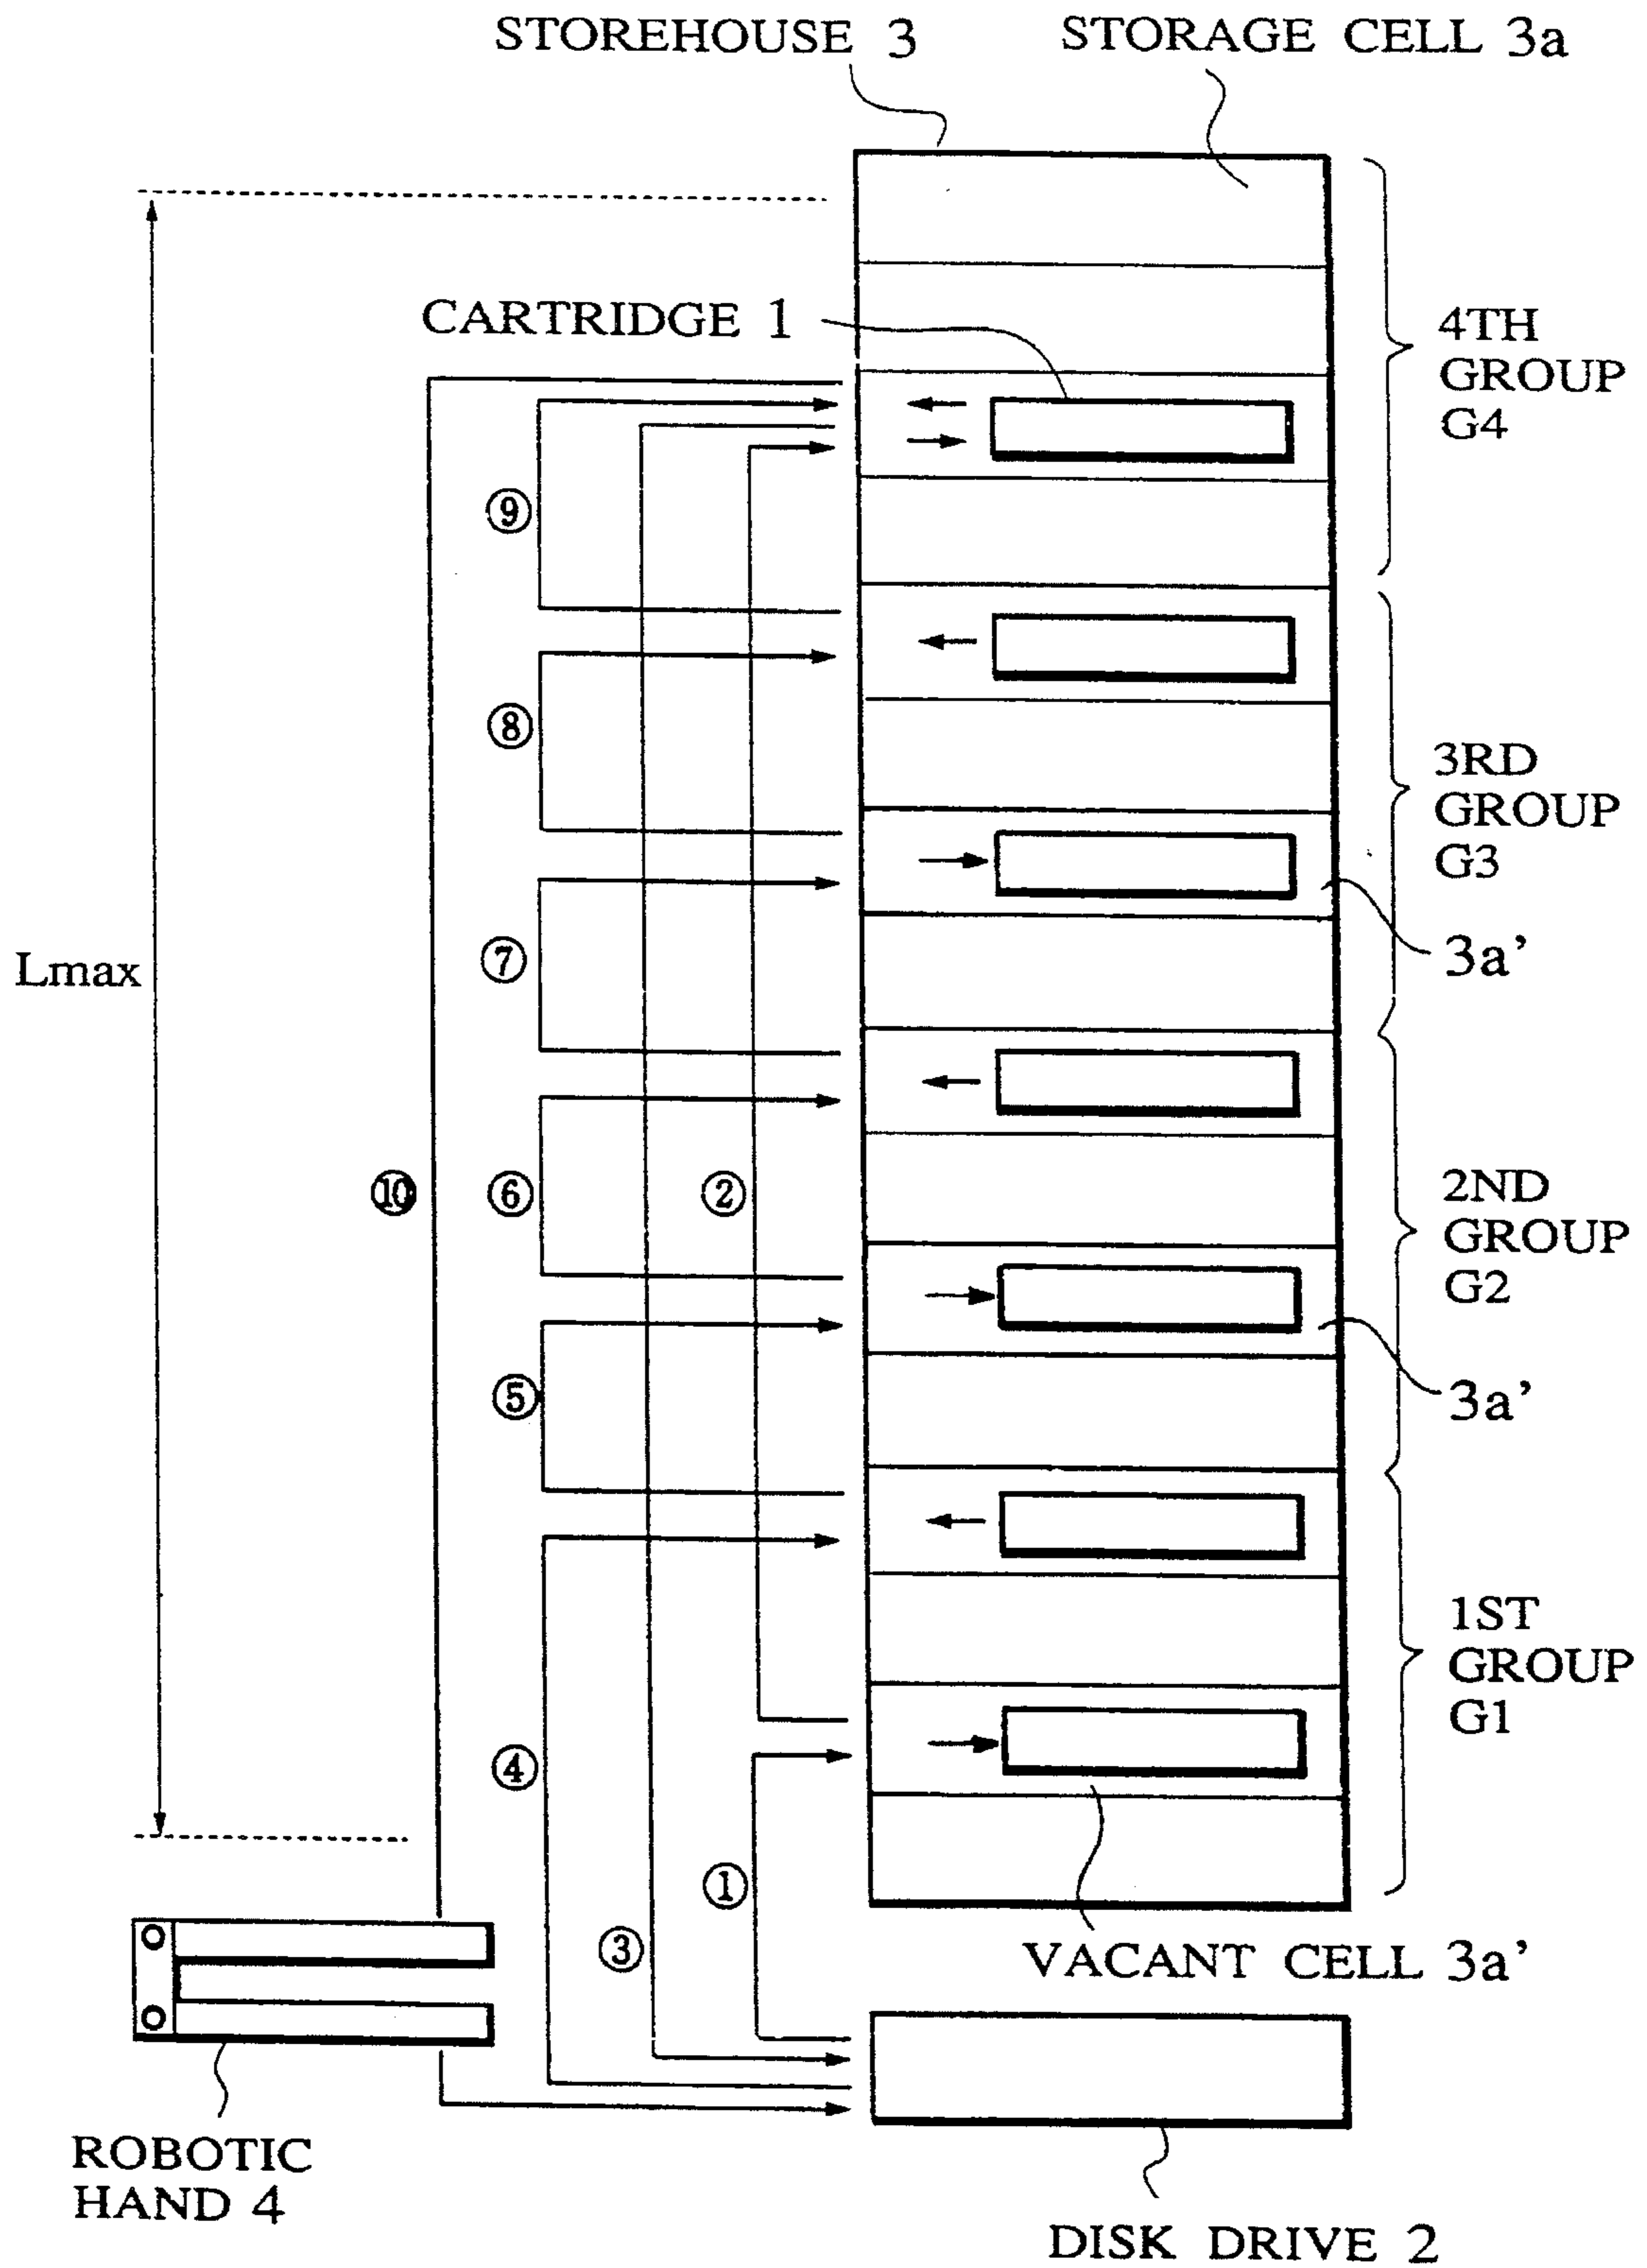 STOREHOUSE 3
STORAGE CELL 3a
CARTRIDGE 1
4TH
GROUP
G4
⑨
⑧
3RD
GROUP
G3
3a'
Lmax
⑦
⑩
⑥
②
2ND
GROUP
G2
3a'
⑤
1ST
GROUP
G1
④
①
③
VACANT CELL 3a'
ROBOTIC
HAND 4
DISK DRIVE 2